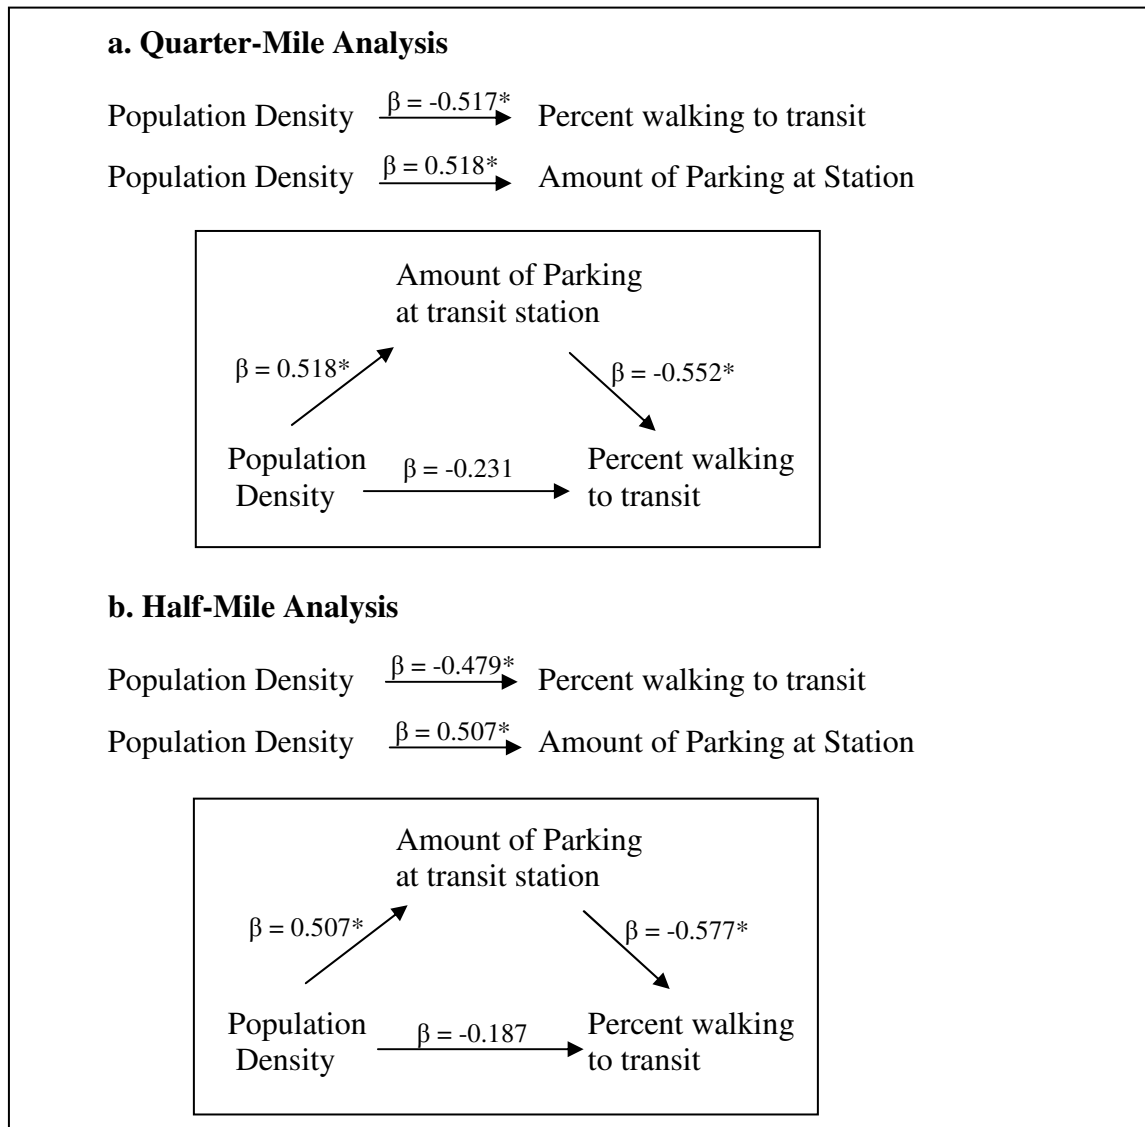 a. Quarter-Mile Analysis
Population Density β = -0.517* Percent walking to transit
Population Density β = 0.518* Amount of Parking at Station
Amount of Parking
at transit station
β = 0.518* β = -0.552*
Population β = -0.231 Percent walking
Density to transit
b. Half-Mile Analysis
Population Density β = -0.479* Percent walking to transit
Population Density β = 0.507* Amount of Parking at Station
Amount of Parking
at transit station
β = 0.507* β = -0.577*
Population β = -0.187 Percent walking
Density to transit